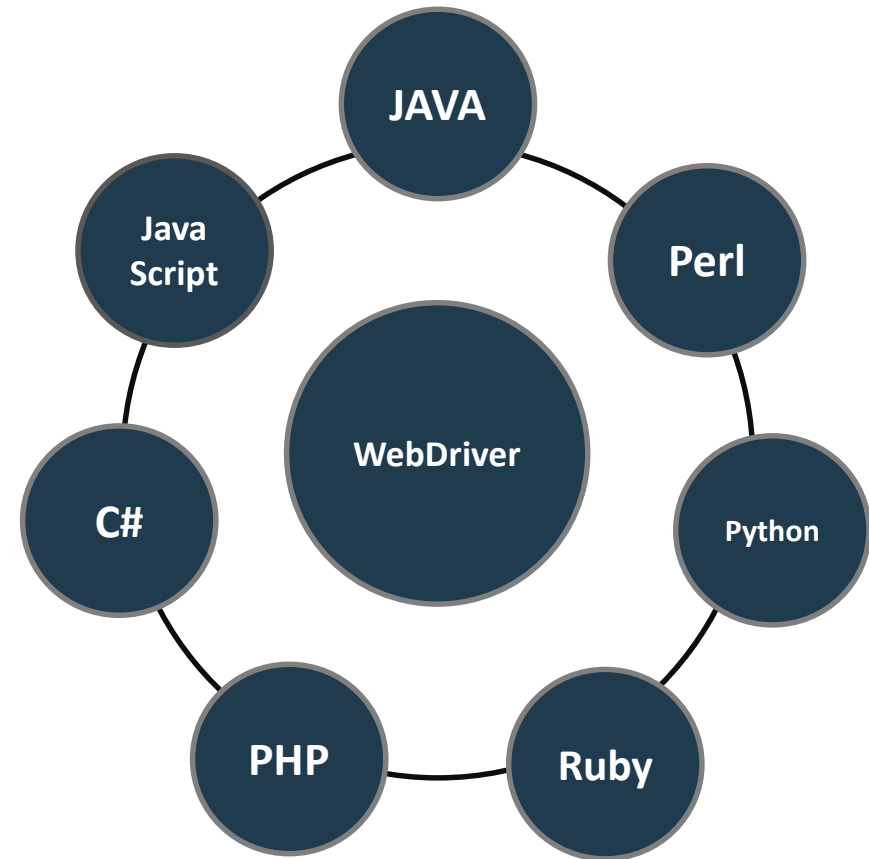 JAVA
Java
Script
Perl
WebDriver
C#
Python
PHP
Ruby